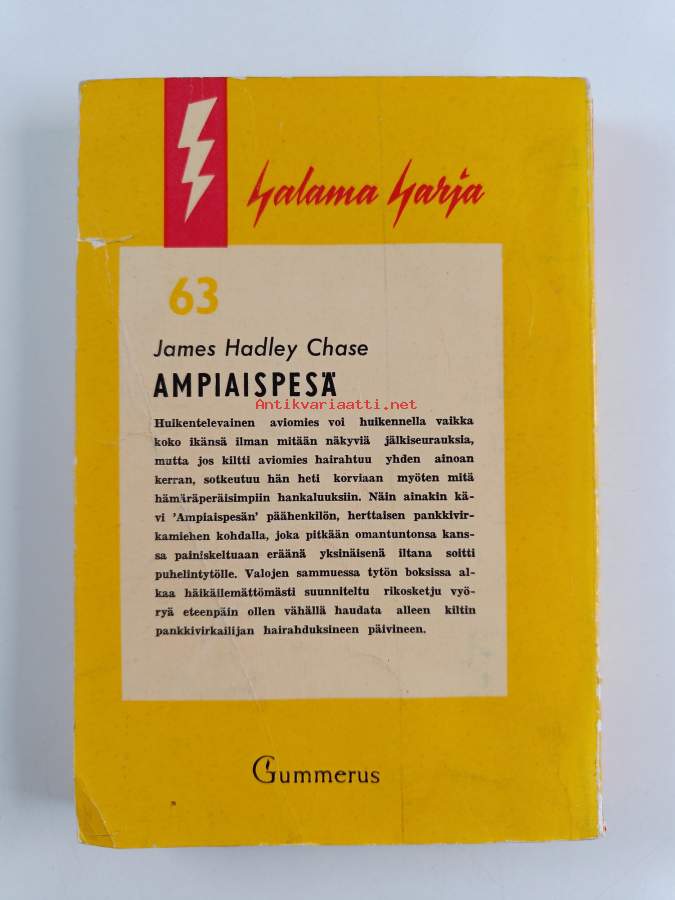 Salama Sarja
63
James Hadley Chase
AMPIAISPESÄ
Antikvariaatti.net
Huikentelevainen aviomies voi huikennella vaikka
koko ikänsä ilman mitään näkyviä jälkiseurauksia,
mutta jos kiltti aviomies hairahtuu yhden ainoan
kerran, sotkeutuu hän heti korviaan myöten mitä
hämäräperäisimpiin hankaluuksiin. Näin ainakin kä-
vi 'Ampiaispesän' päähenkilön, herttaisen pankkivir-
kamiehen kohdalla, joka pitkään omantuntonsa kans-
sa painiskeltuaan eräänä yksinäisenä iltana soitti
puhelintytölle. Valojen sammuessa tytön boksissa al-
kaa häikäilemättömästi suunniteltu rikosketju vyö-
ryä eteenpäin ollen vähällä haudata alleen kiltin
pankkivirkailijan hairahduksineen päivineen.
Gummerus